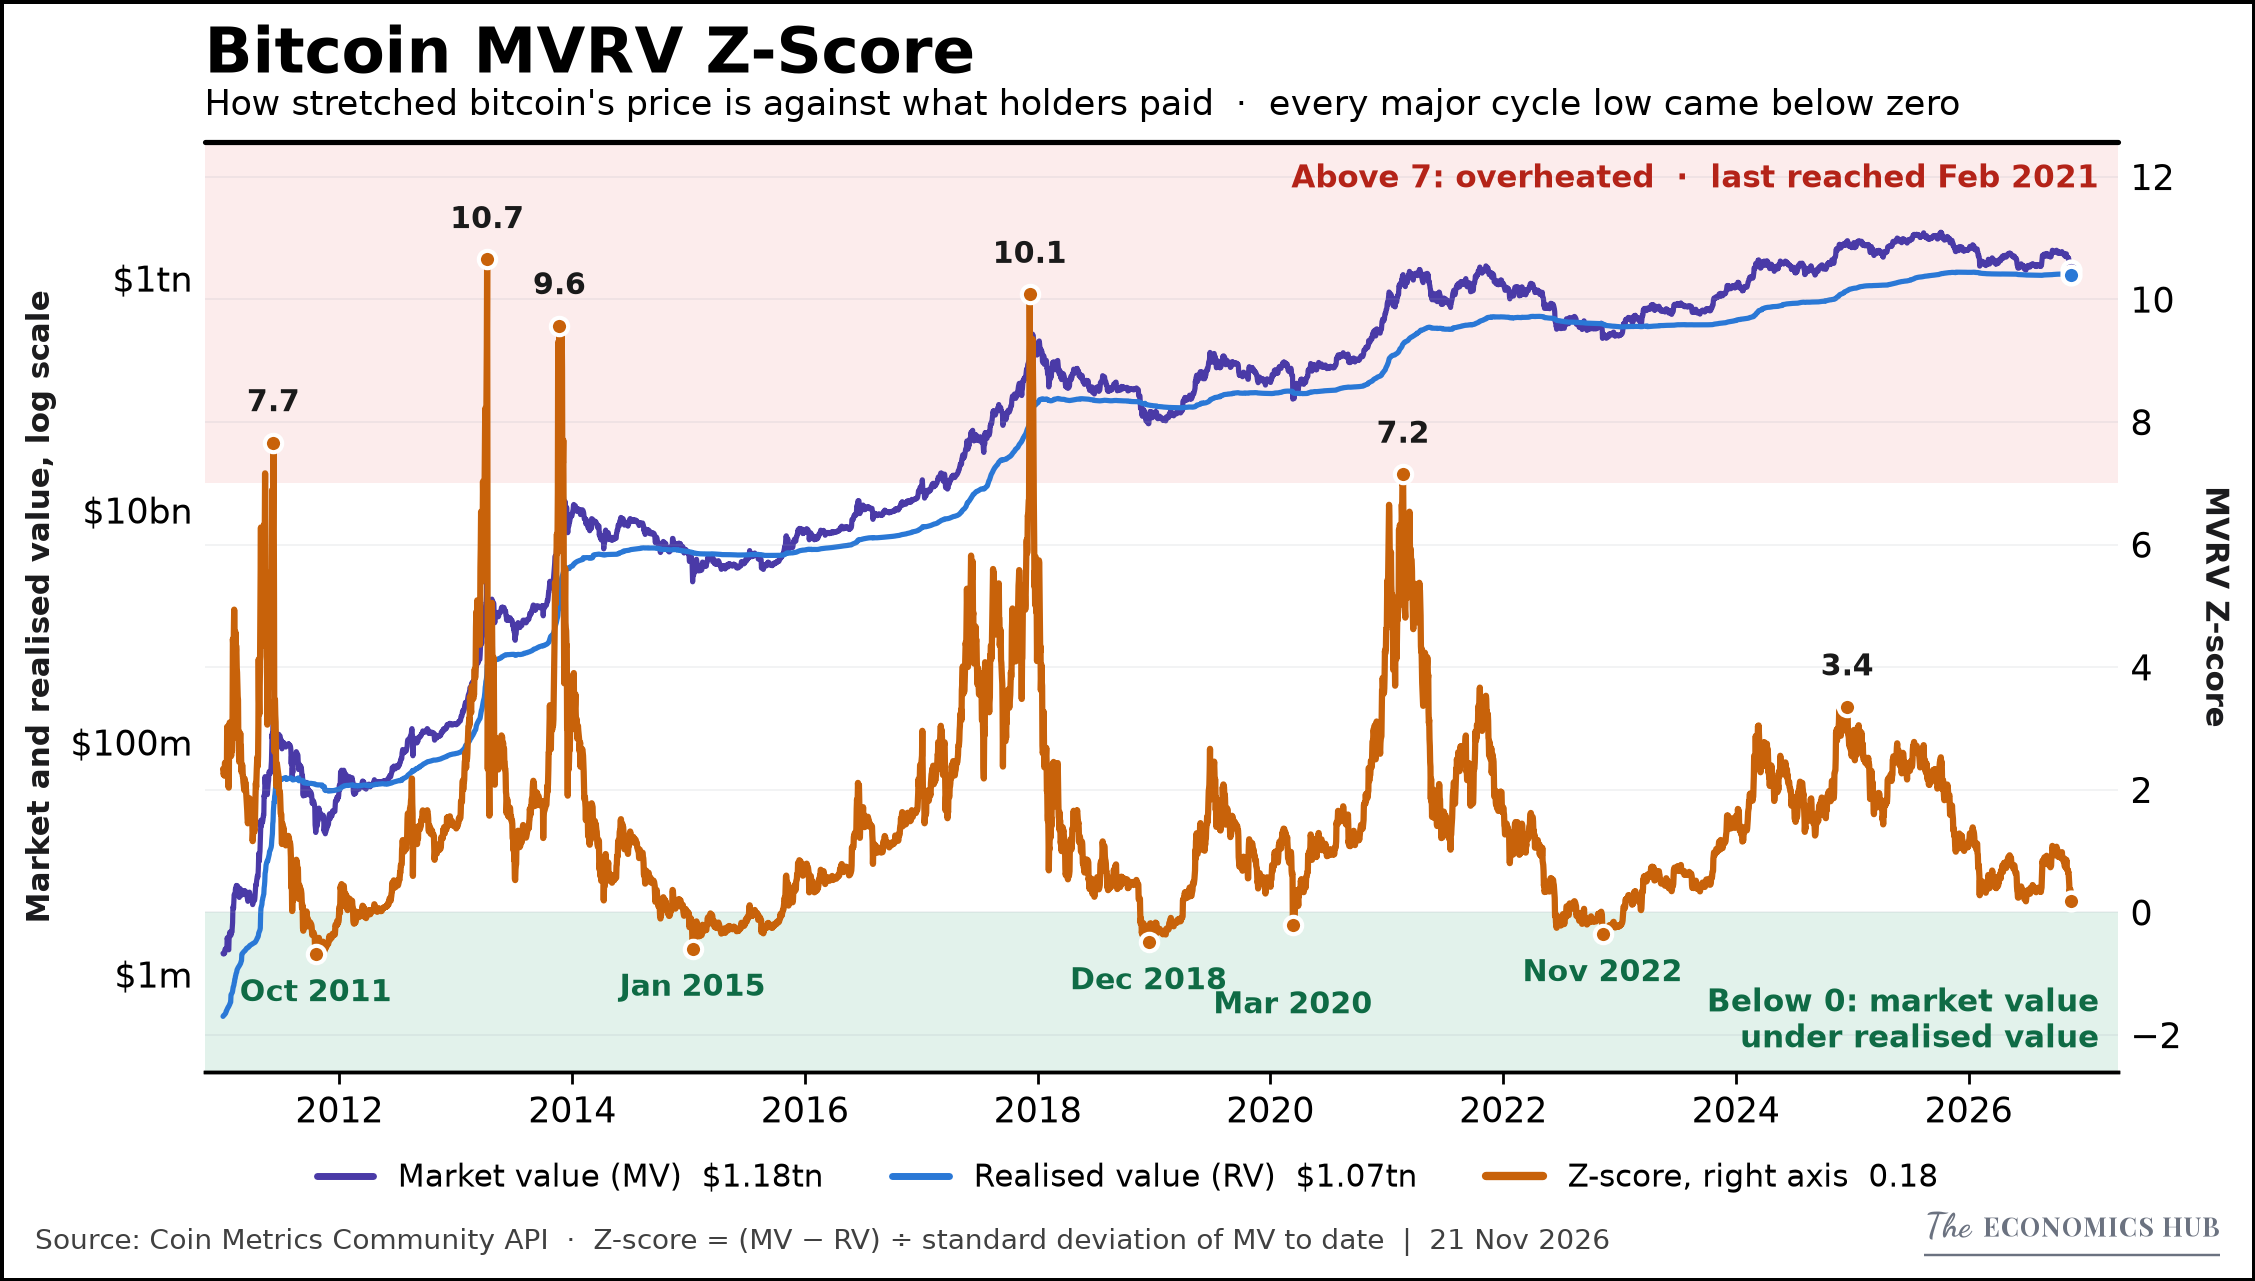 Bitcoin MVRV Z-Score
How stretched bitcoin's price is against what holders paid · every major cycle low came below zero
Above 7: overheated · last reached Feb 2021
Market and realised value, log scale
$1tn
$10bn
$100m
$1m
12
10
8
6
4
2
0
−2
MVRV Z-score
7.7
10.7
9.6
10.1
7.2
3.4
Oct 2011
Jan 2015
Dec 2018
Mar 2020
Nov 2022
Below 0: market value
under realised value
2012 2014 2016 2018 2020 2022 2024 2026
Market value (MV) $1.18tn Realised value (RV) $1.07tn Z-score, right axis 0.18
Source: Coin Metrics Community API · Z-score = (MV − RV) ÷ standard deviation of MV to date | 21 Nov 2026
The ECONOMICS HUB